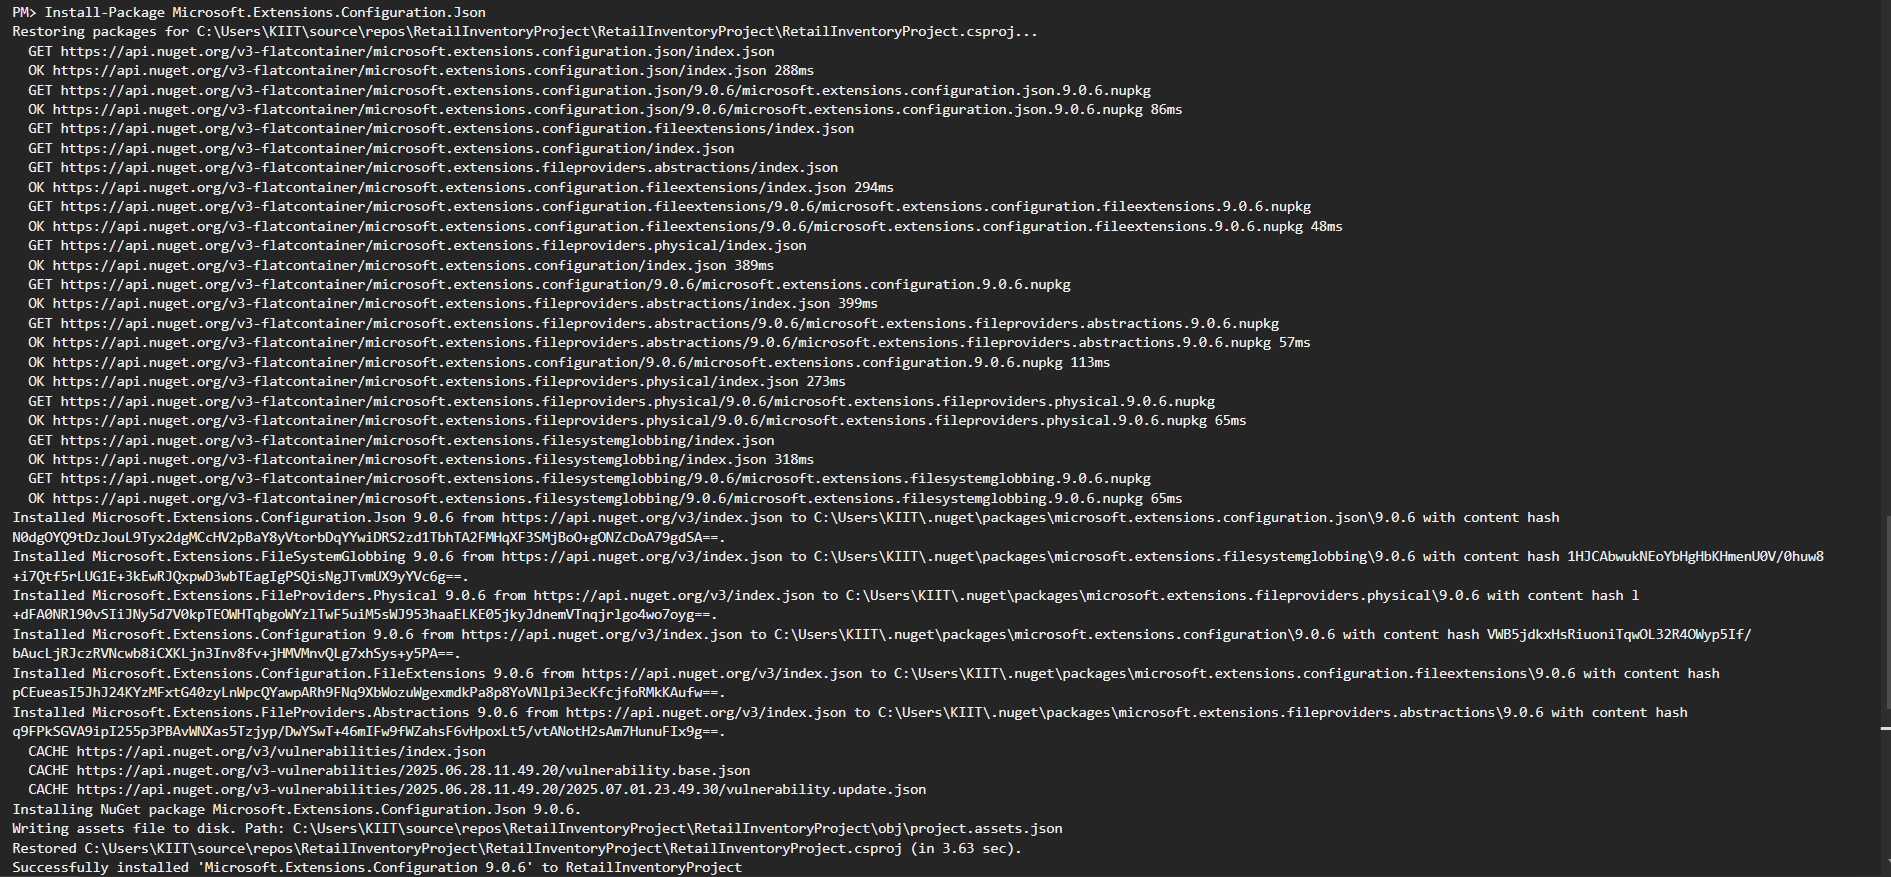 PM> Install-Package Microsoft.Extensions.Configuration.Json
Restoring packages for C:\Users\KIIT\source\repos\RetailInventoryProject\RetailInventoryProject\RetailInventoryProject.csproj...
GET https://api.nuget.org/v3-flatcontainer/microsoft.extensions.configuration.json/index.json
OK https://api.nuget.org/v3-flatcontainer/microsoft.extensions.configuration.json/index.json 288ms
GET https://api.nuget.org/v3-flatcontainer/microsoft.extensions.configuration.json/9.0.6/microsoft.extensions.configuration.json.9.0.6.nupkg
OK https://api.nuget.org/v3-flatcontainer/microsoft.extensions.configuration.json/9.0.6/microsoft.extensions.configuration.json.9.0.6.nupkg 86ms
GET https://api.nuget.org/v3-flatcontainer/microsoft.extensions.configuration.fileextensions/index.json
GET https://api.nuget.org/v3-flatcontainer/microsoft.extensions.configuration/index.json
GET https://api.nuget.org/v3-flatcontainer/microsoft.extensions.fileproviders.abstractions/index.json
OK https://api.nuget.org/v3-flatcontainer/microsoft.extensions.configuration.fileextensions/index.json 294ms
GET https://api.nuget.org/v3-flatcontainer/microsoft.extensions.configuration.fileextensions/9.0.6/microsoft.extensions.configuration.fileextensions.9.0.6.nupkg
OK https://api.nuget.org/v3-flatcontainer/microsoft.extensions.configuration.fileextensions/9.0.6/microsoft.extensions.configuration.fileextensions.9.0.6.nupkg 48ms
GET https://api.nuget.org/v3-flatcontainer/microsoft.extensions.fileproviders.physical/index.json
OK https://api.nuget.org/v3-flatcontainer/microsoft.extensions.configuration/index.json 389ms
GET https://api.nuget.org/v3-flatcontainer/microsoft.extensions.configuration/9.0.6/microsoft.extensions.configuration.9.0.6.nupkg
OK https://api.nuget.org/v3-flatcontainer/microsoft.extensions.fileproviders.abstractions/index.json 399ms
GET https://api.nuget.org/v3-flatcontainer/microsoft.extensions.fileproviders.abstractions/9.0.6/microsoft.extensions.fileproviders.abstractions.9.0.6.nupkg
OK https://api.nuget.org/v3-flatcontainer/microsoft.extensions.fileproviders.abstractions/9.0.6/microsoft.extensions.fileproviders.abstractions.9.0.6.nupkg 57ms
OK https://api.nuget.org/v3-flatcontainer/microsoft.extensions.configuration/9.0.6/microsoft.extensions.configuration.9.0.6.nupkg 113ms
OK https://api.nuget.org/v3-flatcontainer/microsoft.extensions.fileproviders.physical/index.json 273ms
GET https://api.nuget.org/v3-flatcontainer/microsoft.extensions.fileproviders.physical/9.0.6/microsoft.extensions.fileproviders.physical.9.0.6.nupkg
OK https://api.nuget.org/v3-flatcontainer/microsoft.extensions.fileproviders.physical/9.0.6/microsoft.extensions.fileproviders.physical.9.0.6.nupkg 65ms
GET https://api.nuget.org/v3-flatcontainer/microsoft.extensions.filesystemglobbing/index.json
OK https://api.nuget.org/v3-flatcontainer/microsoft.extensions.filesystemglobbing/index.json 318ms
GET https://api.nuget.org/v3-flatcontainer/microsoft.extensions.filesystemglobbing/9.0.6/microsoft.extensions.filesystemglobbing.9.0.6.nupkg
OK https://api.nuget.org/v3-flatcontainer/microsoft.extensions.filesystemglobbing/9.0.6/microsoft.extensions.filesystemglobbing.9.0.6.nupkg 65ms
Installed Microsoft.Extensions.Configuration.Json 9.0.6 from https://api.nuget.org/v3/index.json to C:\Users\KIIT\.nuget\packages\microsoft.extensions.configuration.json\9.0.6 with content hash
N0dgOYQ9tDzJouL9Tyx2dgMCcHV2pBaY8yVtorbDqYYwiDRS2zd1TbhTA2FMHqXF3SMjBoO+gONZcDoA79gdSA==.
Installed Microsoft.Extensions.FileSystemGlobbing 9.0.6 from https://api.nuget.org/v3/index.json to C:\Users\KIIT\.nuget\packages\microsoft.extensions.filesystemglobbing\9.0.6 with content hash 1HJCAbwukNEoYbHgHbKHmenU0V/0huw8
+i7Qtf5rLUG1E+3kEwRJQxpwD3wbTEagIgPSQisNgJTvmUX9yYVc6g==.
Installed Microsoft.Extensions.FileProviders.Physical 9.0.6 from https://api.nuget.org/v3/index.json to C:\Users\KIIT\.nuget\packages\microsoft.extensions.fileproviders.physical\9.0.6 with content hash l
+dFA0NRl90vSIiJNy5d7V0kpTEOWHTqbgoWYzlTwF5uiM5sWJ953haaELKE05jkyJdnemVTnqjrlgo4wo7oyg==.
Installed Microsoft.Extensions.Configuration 9.0.6 from https://api.nuget.org/v3/index.json to C:\Users\KIIT\.nuget\packages\microsoft.extensions.configuration\9.0.6 with content hash VWB5jdkxHsRiuoniTqwOL32R4OWyp5If/
bAucLjRJczRVNcwb8iCXKLjn3Inv8fv+jHMVMnvQLg7xhSys+y5PA==.
Installed Microsoft.Extensions.Configuration.FileExtensions 9.0.6 from https://api.nuget.org/v3/index.json to C:\Users\KIIT\.nuget\packages\microsoft.extensions.configuration.fileextensions\9.0.6 with content hash
pCEueasI5JhJ24KYzMFxtG40zyLnWpcQYawpARh9FNq9XbWozuWgexmdkPa8p8YoVNlpi3ecKfcjfoRMkKAufw==.
Installed Microsoft.Extensions.FileProviders.Abstractions 9.0.6 from https://api.nuget.org/v3/index.json to C:\Users\KIIT\.nuget\packages\microsoft.extensions.fileproviders.abstractions\9.0.6 with content hash
q9FPkSGVA9ipI255p3PBAvWNXas5Tzjyp/DwYSwT+46mIFw9fWZahsF6vHpoxLt5/vtANotH2sAm7HunuFIx9g==.
CACHE https://api.nuget.org/v3/vulnerabilities/index.json
CACHE https://api.nuget.org/v3-vulnerabilities/2025.06.28.11.49.20/vulnerability.base.json
CACHE https://api.nuget.org/v3-vulnerabilities/2025.06.28.11.49.20/2025.07.01.23.49.30/vulnerability.update.json
Installing NuGet package Microsoft.Extensions.Configuration.Json 9.0.6.
Writing assets file to disk. Path: C:\Users\KIIT\source\repos\RetailInventoryProject\RetailInventoryProject\obj\project.assets.json
Restored C:\Users\KIIT\source\repos\RetailInventoryProject\RetailInventoryProject\RetailInventoryProject.csproj (in 3.63 sec).
Successfully installed 'Microsoft.Extensions.Configuration 9.0.6' to RetailInventoryProject